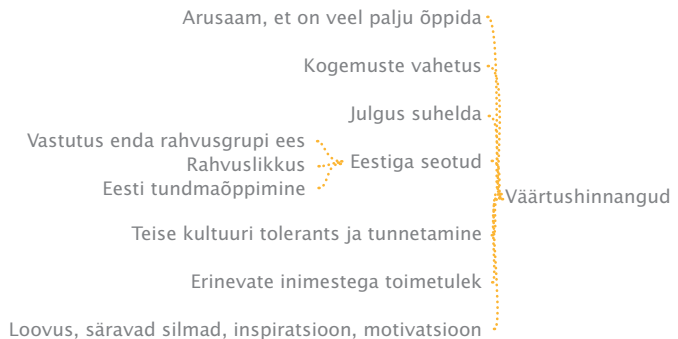 Arusaam, et on veel palju õppida
Kogemuste vahetus
Julgus suhelda
Vastutus enda rahvusgrupi ees
Rahvuslikkus
Eestiga seotud
Eesti tundmaõppimine
Väärtushinnangud
Teise kultuuri tolerants ja tunnetamine
Erinevate inimestega toimetulek
Loovus, säravad silmad, inspiratsioon, motivatsioon